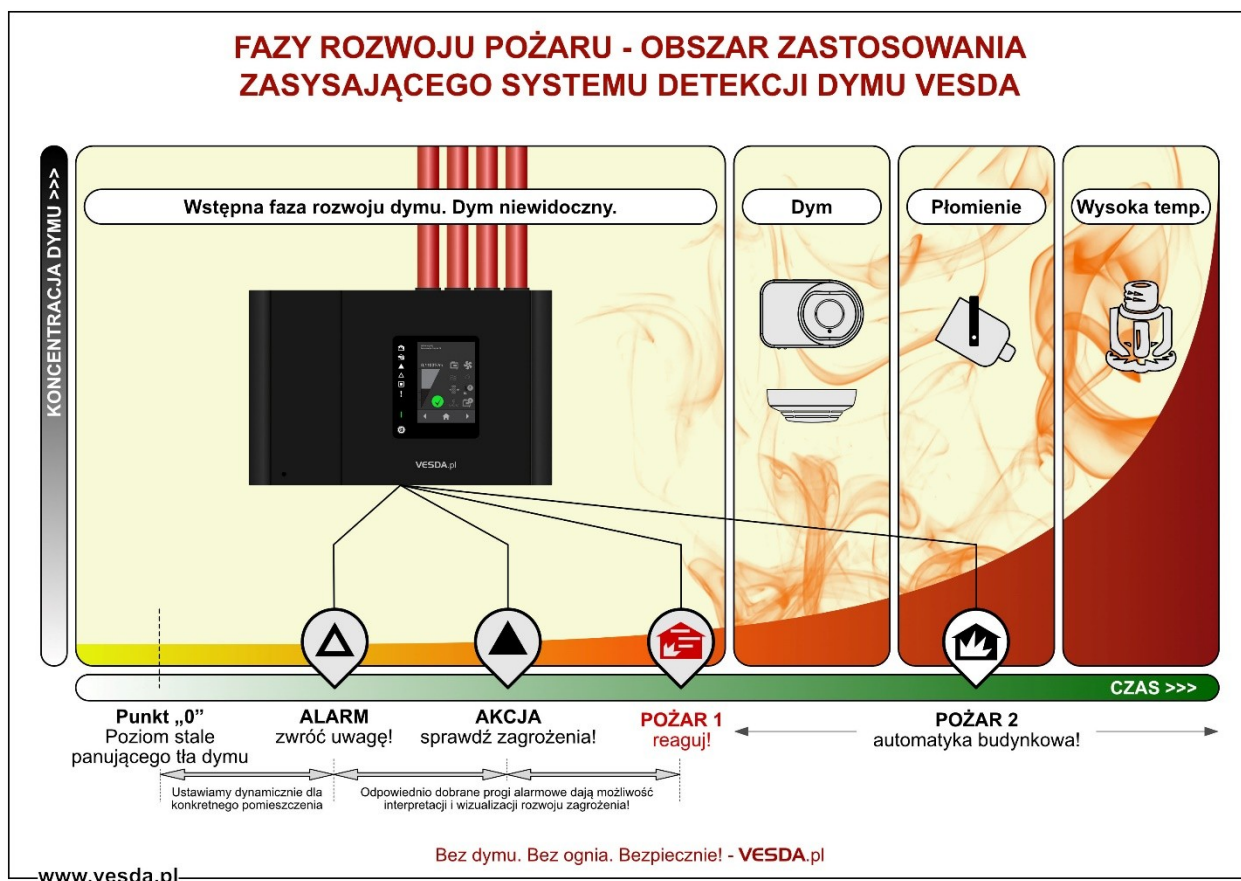 FAZY ROZWOJU POŻARU - OBSZAR ZASTOSOWANIA
ZASYSAJĄCEGO SYSTEMU DETEKCJI DYMU VESDA
KONCENTRACJA DYMU >>>
Wstępna faza rozwoju dymu. Dym niewidoczny.
Dym
Płomienie
Wysoka temp.
VESDA.pl
CZAS >>>
Punkt „0”
Poziom stale
panującego tła dymu
ALARM
zwróć uwagę!
AKCJA
sprawdź zagrożenia!
POŻAR 1
reaguj!
POŻAR 2
automatyka budynkowa!
Ustawiamy dynamicznie dla
konkretnego pomieszczenia
Odpowiednio dobrane progi alarmowe dają możliwość
interpretacji i wizualizacji rozwoju zagrożenia!
Bez dymu. Bez ognia. Bezpiecznie! - VESDA.pl
www.vesda.pl